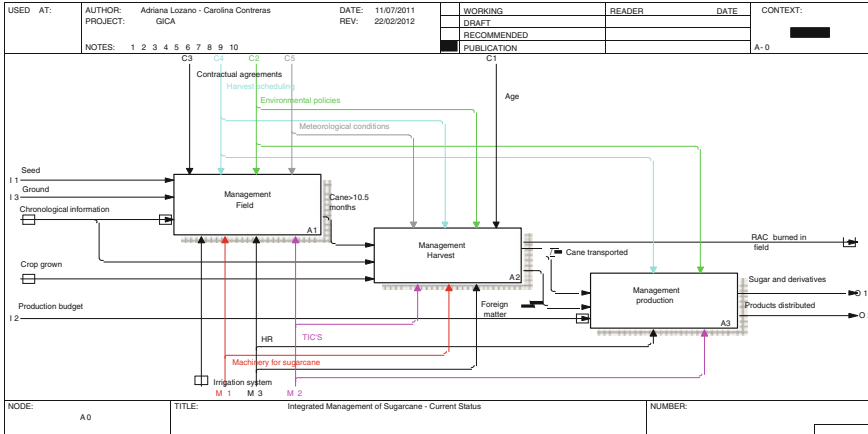 USED AT:
AUTHOR: Adriana Lozano - Carolina Contreras
DATE: 11/07/2011
PROJECT: GICA
REV: 22/02/2012
NOTES: 1 2 3 4 5 6 7 8 9 10
WORKING
DRAFT
RECOMMENDED
PUBLICATION
READER
DATE
CONTEXT:
A-0
C3
C4
C2
C5
C1
Contractual agreements
Harvest scheduling
Environmental policies
Meteorological conditions
Age
Seed
I 1
Ground
I 3
Chronological information
Management
Field
A1
Cane>10.5
months
Crop grown
Management
Harvest
A2
RAC burned in
field
Cane transported
Production budget
I 2
Foreign
matter
Management
production
A3
Sugar and derivatives
O 1
Products distributed
O
HR
TIC'S
Machinery for sugarcane
Irrigation system
M 1
M 3
M 2
NODE:
A0
TITLE:
Integrated Management of Sugarcane - Current Status
NUMBER: